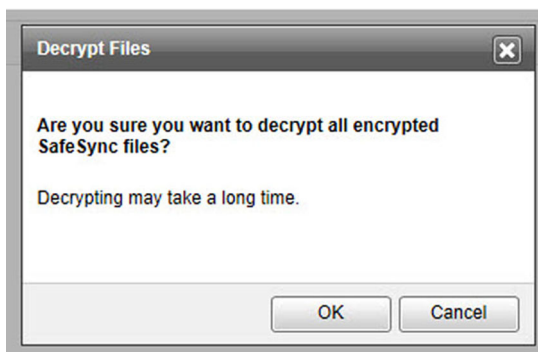 Decrypt Files
Are you sure you want to decrypt all encrypted
SafeSync files?
Decrypting may take a long time.
OK
Cancel